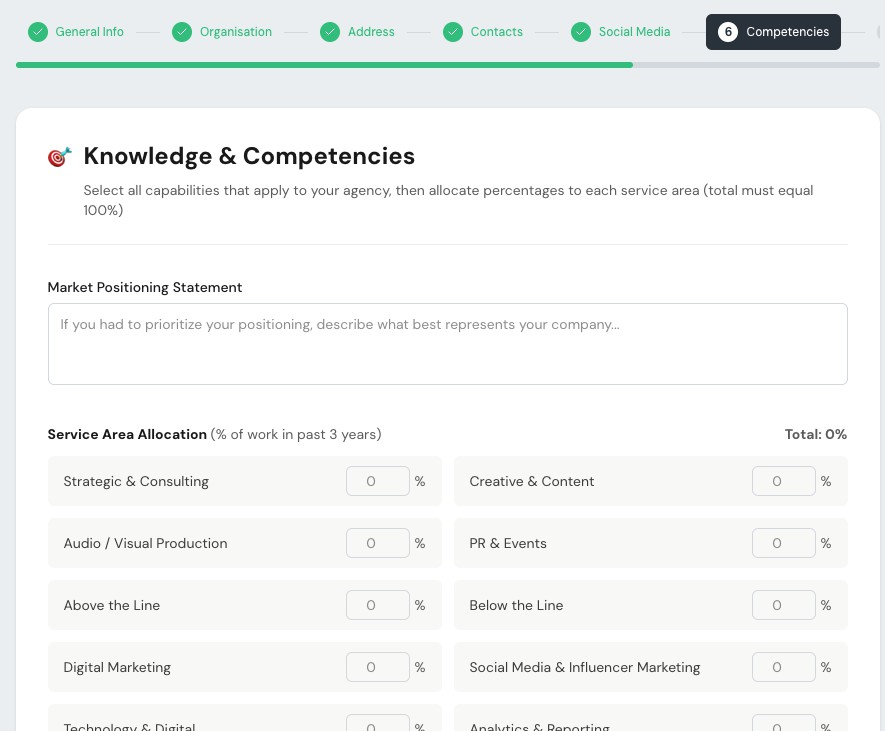 General Info Organisation Address Contacts Social Media 6 Competencies
Knowledge & Competencies
Select all capabilities that apply to your agency, then allocate percentages to each service area (total must equal
100%)
Market Positioning Statement
If you had to prioritize your positioning, describe what best represents your company...
Service Area Allocation (% of work in past 3 years) Total: 0%
Strategic & Consulting 0 % Creative & Content 0 %
Audio / Visual Production 0 % PR & Events 0 %
Above the Line 0 % Below the Line 0 %
Digital Marketing 0 % Social Media & Influencer Marketing 0 %
Technology & Digital 0 % Analytics & Reporting 0 %